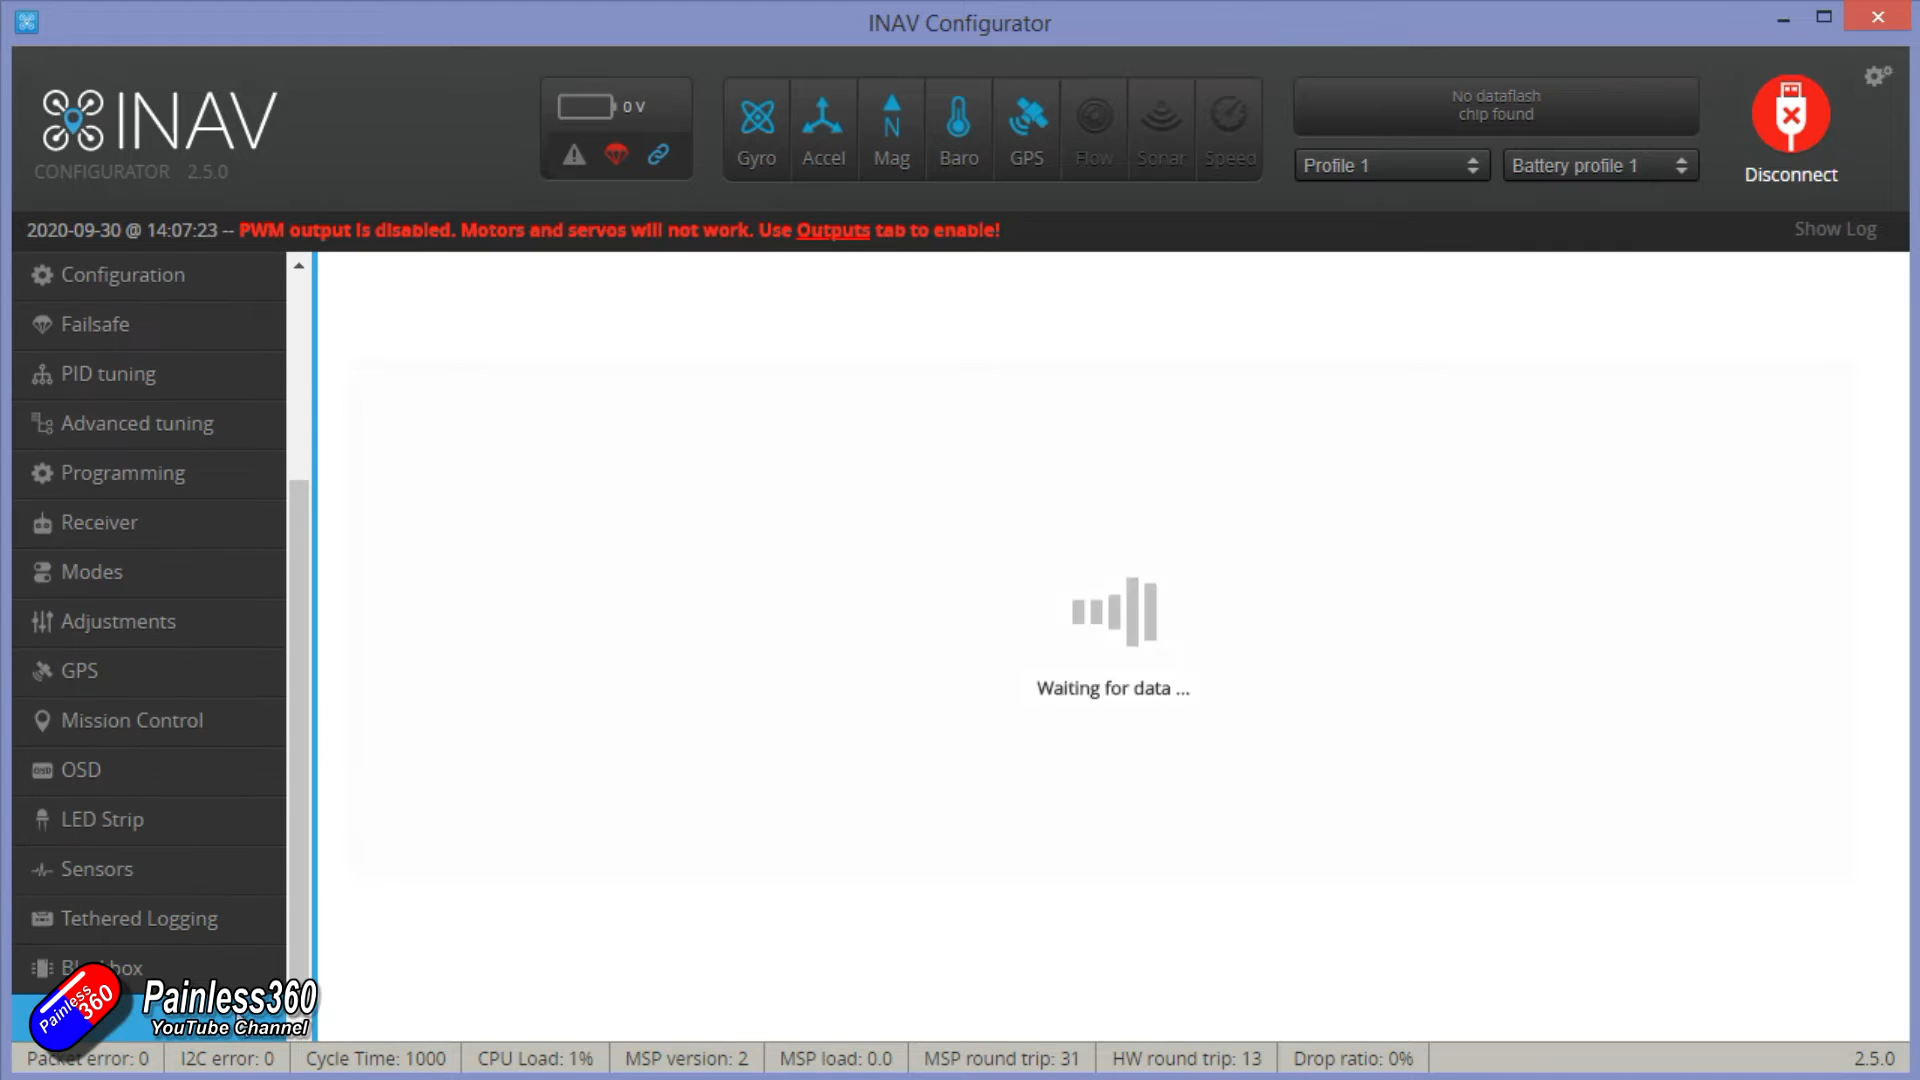 INAV Configurator
INAV
CONFIGURATOR 2.5.0
0 V
Gyro
Accel
Mag
Baro
GPS
Flow
Sonar
Speed
No dataflash
chip found
Profile 1
Battery profile 1
Disconnect
2020-09-30 @ 14:07:23 -- PWM output is disabled. Motors and servos will not work. Use Outputs tab to enable!
Show Log
Configuration
Failsafe
PID tuning
Advanced tuning
Programming
Receiver
Modes
Adjustments
GPS
Mission Control
OSD
LED Strip
Sensors
Tethered Logging
Waiting for data ...
Painless
360
Painless360
YouTube Channel
Packet error: 0
I2C error: 0
Cycle Time: 1000
CPU Load: 1%
MSP version: 2
MSP load: 0.0
MSP round trip: 31
HW round trip: 13
Drop ratio: 0%
2.5.0